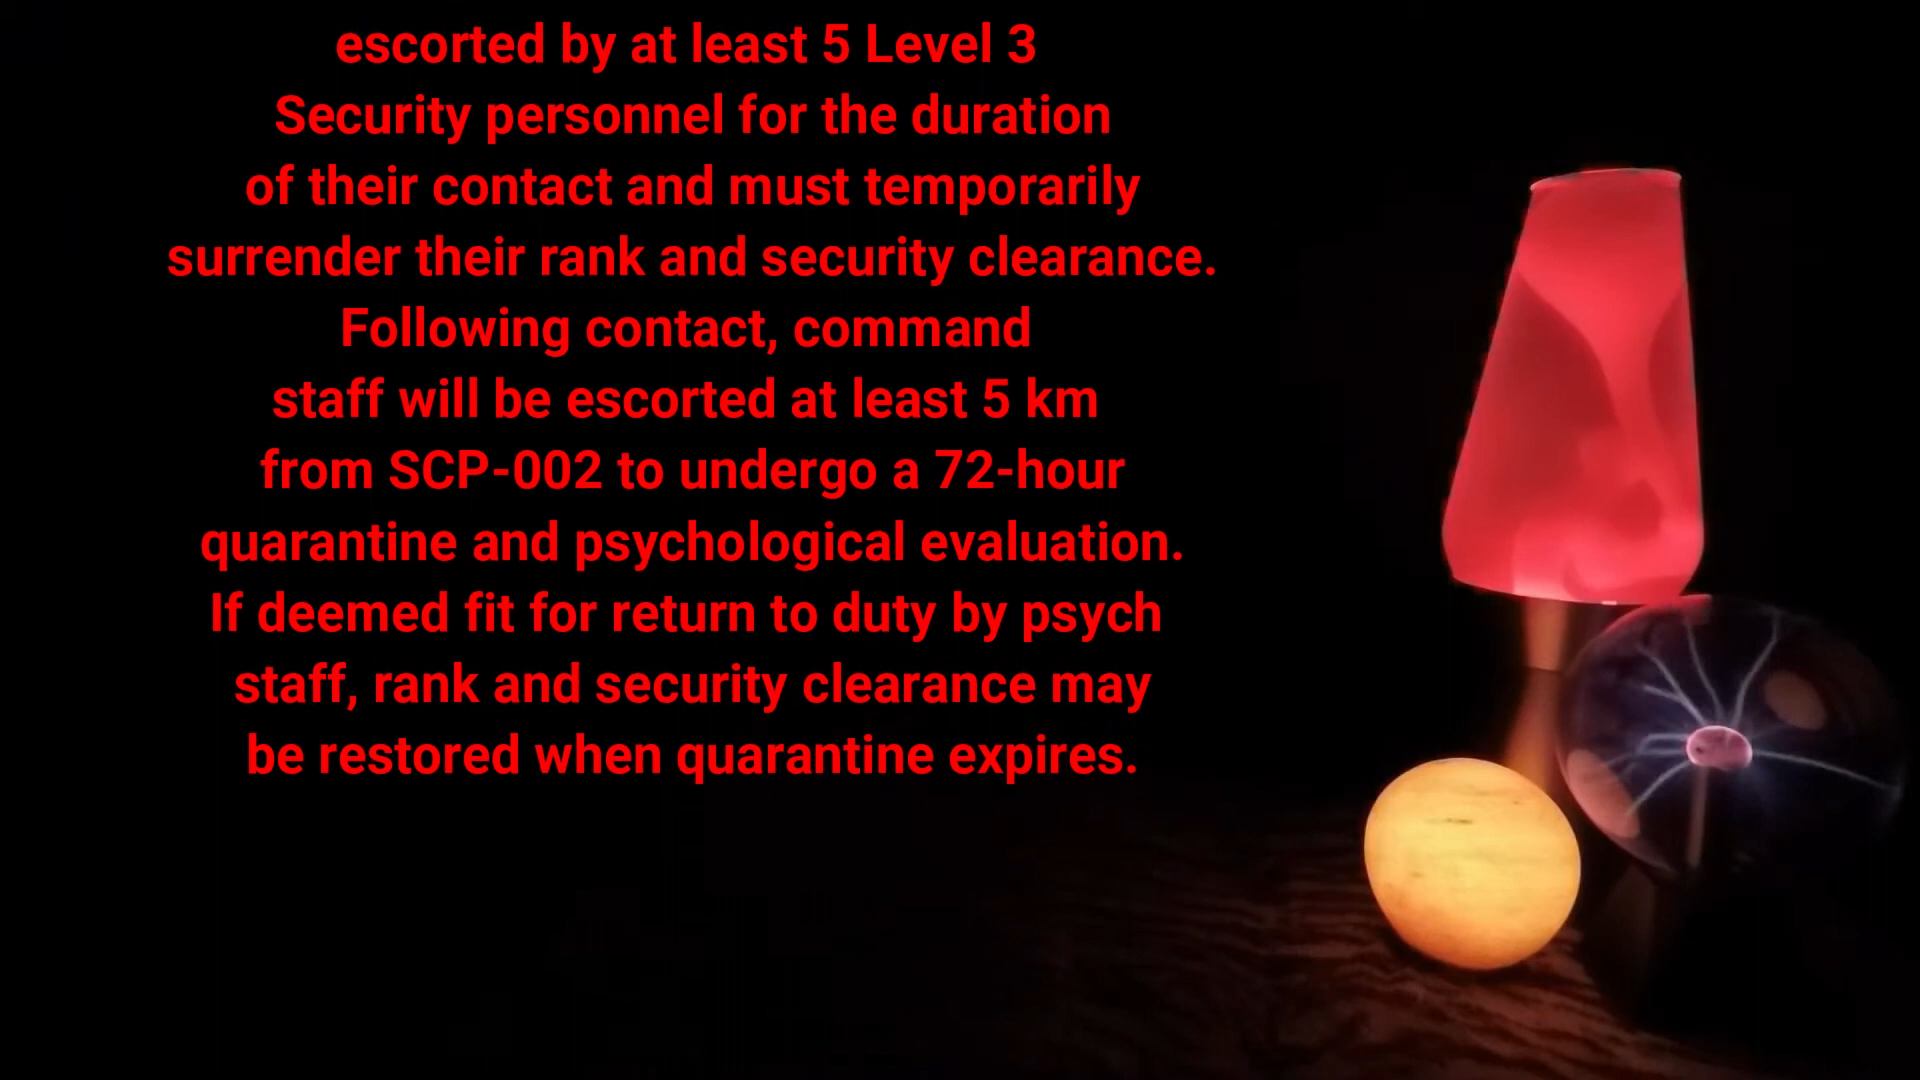 escorted by at least 5 Level 3
Security personnel for the duration
of their contact and must temporarily
surrender their rank and security clearance.
Following contact, command
staff will be escorted at least 5 km
from SCP-002 to undergo a 72-hour
quarantine and psychological evaluation.
If deemed fit for return to duty by psych
staff, rank and security clearance may
be restored when quarantine expires.